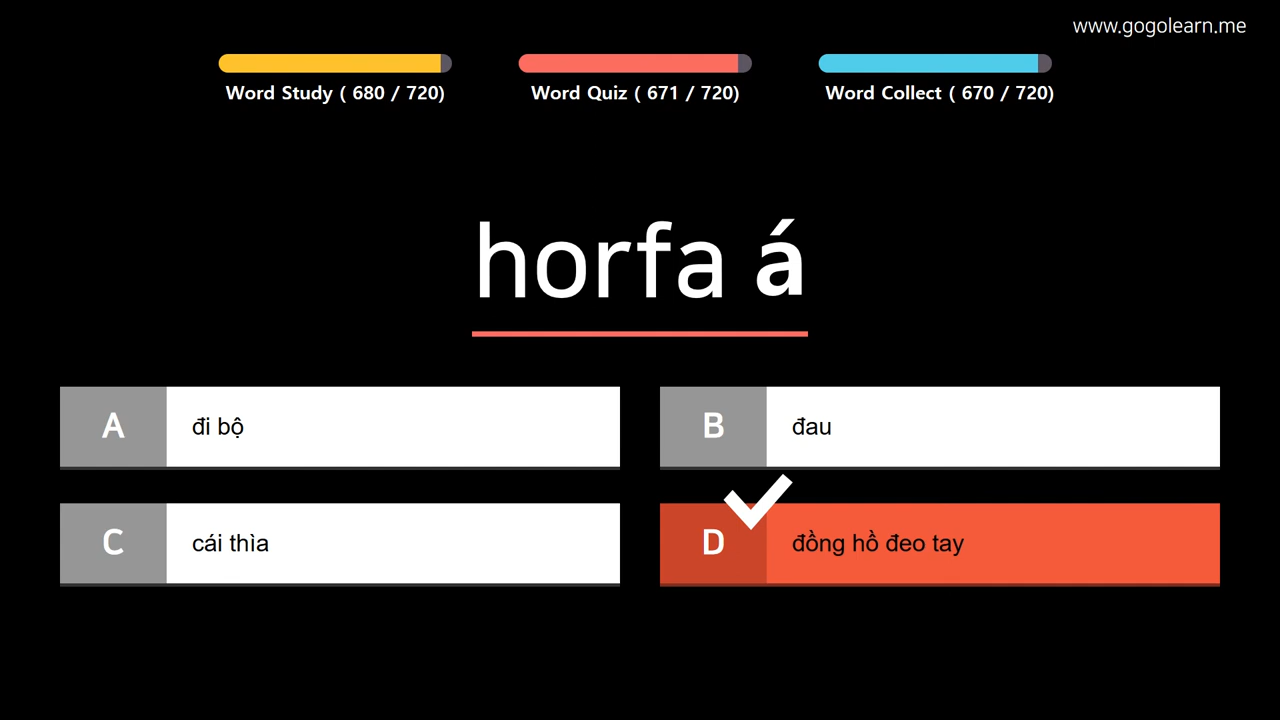 www.gogolearn.me
Word Study ( 680 / 720)
Word Quiz ( 671 / 720)
Word Collect ( 670 / 720)
horfa á
A đi bộ
B đau
C cái thìa
D đồng hồ đeo tay